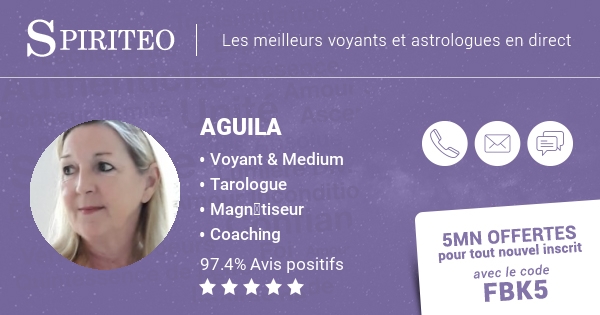 SPIRITEO
Les meilleurs voyants et astrologues en direct
AGUILA
• Voyant & Medium
• Tarologue
• Magn▯tiseur
• Coaching
97.4% Avis positifs
5MN OFFERTES
pour tout nouvel inscrit
avec le code
FBK5